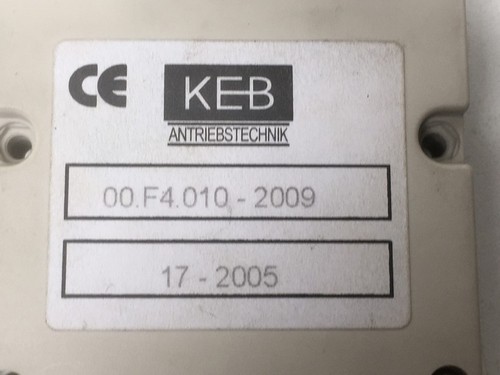 CE KEB
ANTRIEBSTECHNIK
00.F4.010 - 2009
17 - 2005